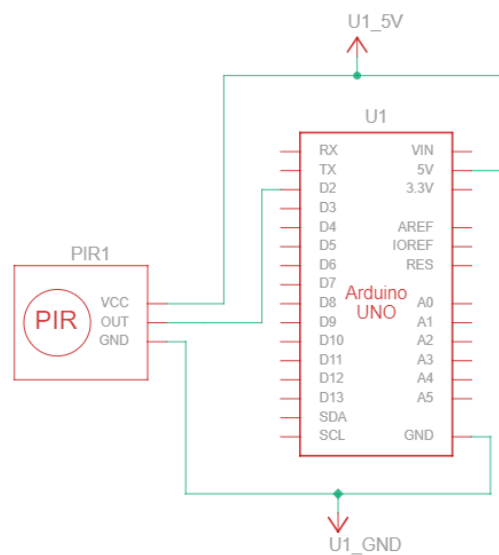 U1_5V
U1
RX VIN
TX 5V
D2 3.3V
D3
D4 AREF
D5 IOREF
D6 RES
D7
D8 A0
D9 A1
D10 A2
D11 A3
D12 A4
D13 A5
SDA
SCL GND
Arduino
UNO
PIR1
PIR
VCC
OUT
GND
U1_GND